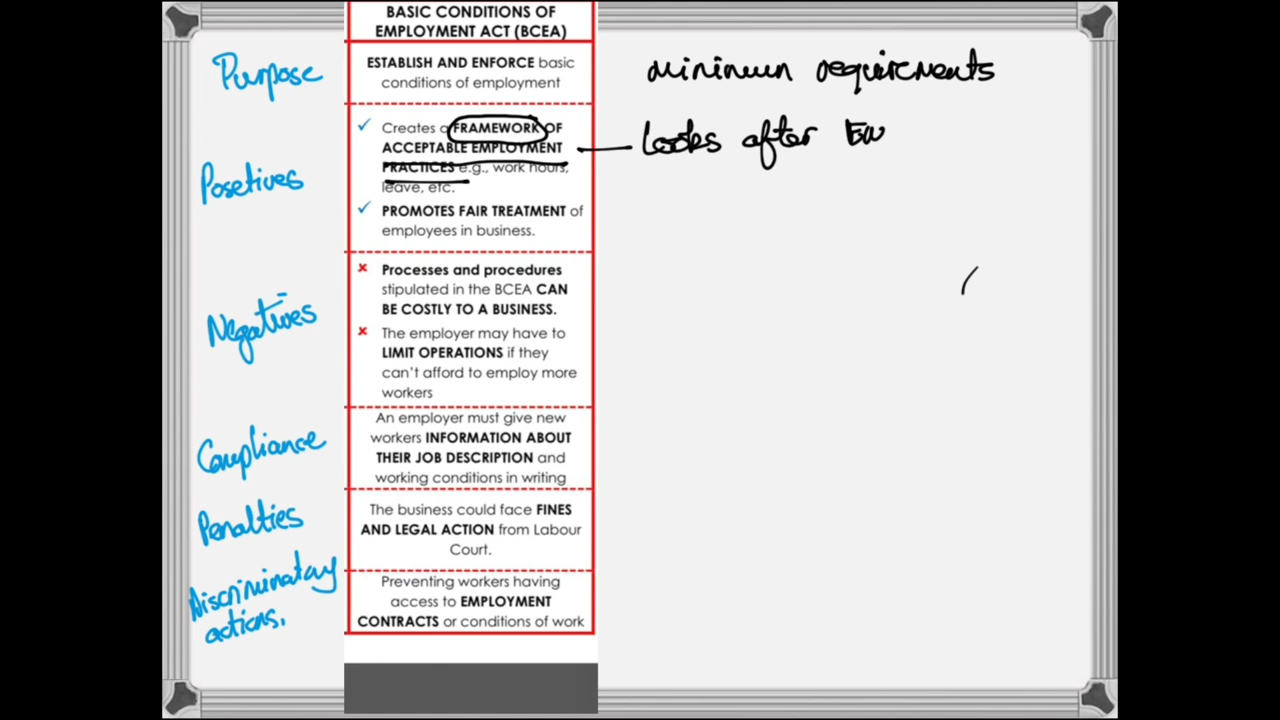 BASIC CONDITIONS OF
EMPLOYMENT ACT (BCEA)
Purpose
ESTABLISH AND ENFORCE basic
conditions of employment
minimum requirements
Posetives
✓ Creates a FRAMEWORK OF
ACCEPTABLE EMPLOYMENT
PRACTICES e.g., work hours,
leave, etc.
looks after EW
✓ PROMOTES FAIR TREATMENT of
employees in business.
Negatives
✗ Processes and procedures
stipulated in the BCEA CAN
BE COSTLY TO A BUSINESS.
✗ The employer may have to
LIMIT OPERATIONS if they
can't afford to employ more
workers
Compliance
An employer must give new
workers INFORMATION ABOUT
THEIR JOB DESCRIPTION and
working conditions in writing
Penalties
The business could face FINES
AND LEGAL ACTION from Labour
Court.
Discriminatary
actions.
Preventing workers having
access to EMPLOYMENT
CONTRACTS or conditions of work